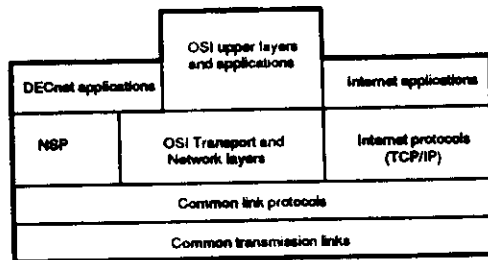 OSI upper layers
and applications
DECnet applications
Internet applications
NSP
OSI Transport and
Network layers
Internet protocols
(TCP/IP)
Common link protocols
Common transmission links